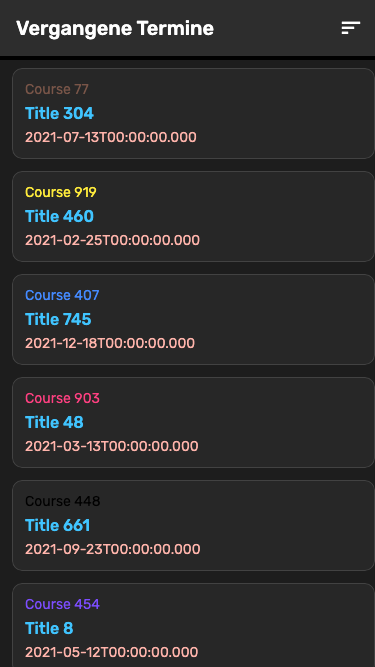 Vergangene Termine
Course 77
Title 304
2021-07-13T00:00:00.000
Course 919
Title 460
2021-02-25T00:00:00.000
Course 407
Title 745
2021-12-18T00:00:00.000
Course 903
Title 48
2021-03-13T00:00:00.000
Course 448
Title 661
2021-09-23T00:00:00.000
Course 454
Title 8
2021-05-12T00:00:00.000